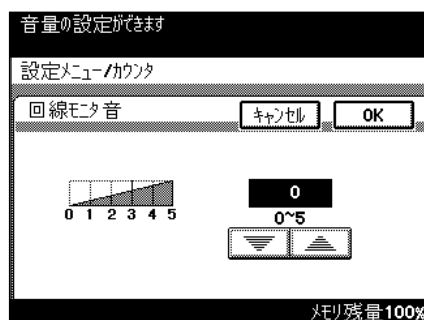 音量の設定ができます
設定メニュー/カウンタ
回線モニタ音
キャンセル
OK
0 1 2 3 4 5
0
0~5
メモリ残量100%